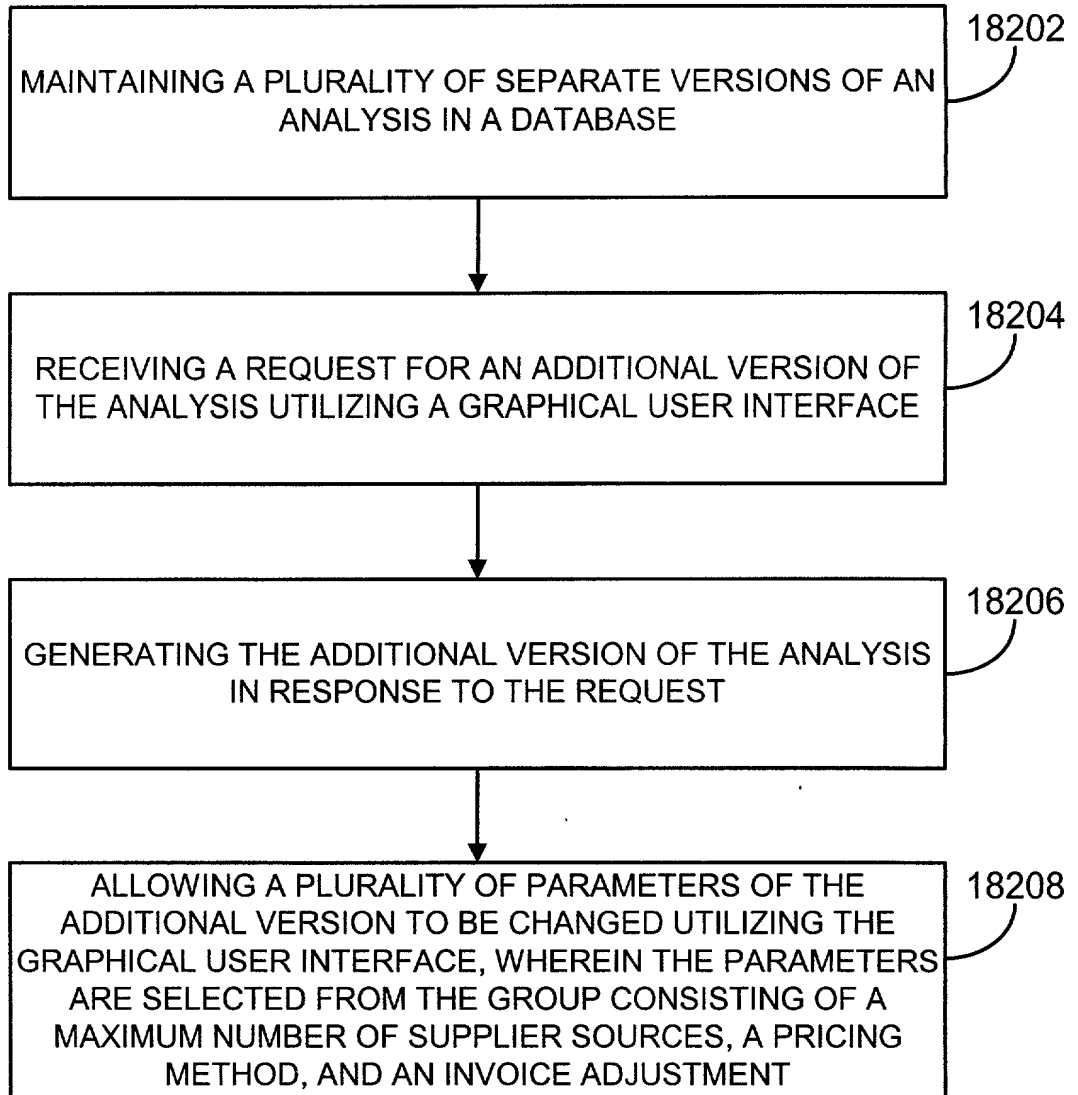 18202
MAINTAINING A PLURALITY OF SEPARATE VERSIONS OF AN
ANALYSIS IN A DATABASE
18204
RECEIVING A REQUEST FOR AN ADDITIONAL VERSION OF
THE ANALYSIS UTILIZING A GRAPHICAL USER INTERFACE
18206
GENERATING THE ADDITIONAL VERSION OF THE ANALYSIS
IN RESPONSE TO THE REQUEST
18208
ALLOWING A PLURALITY OF PARAMETERS OF THE
ADDITIONAL VERSION TO BE CHANGED UTILIZING THE
GRAPHICAL USER INTERFACE, WHEREIN THE PARAMETERS
ARE SELECTED FROM THE GROUP CONSISTING OF A
MAXIMUM NUMBER OF SUPPLIER SOURCES, A PRICING
METHOD, AND AN INVOICE ADJUSTMENT